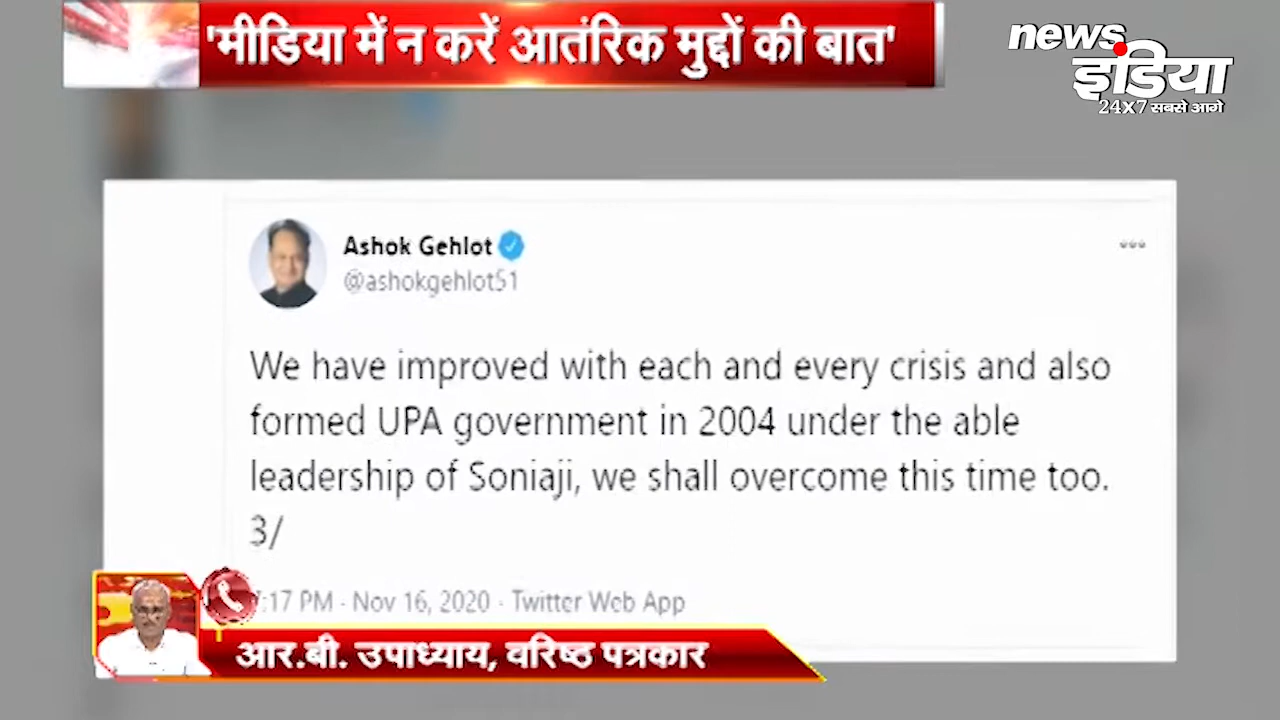 'मीडिया में न करें आतंरिक मुद्दों की बात'
news
इंडिया
24x7 सबसे आगे
Ashok Gehlot
@ashokgehlot51
We have improved with each and every crisis and also
formed UPA government in 2004 under the able
leadership of Soniaji, we shall overcome this time too.
3/
:17 PM · Nov 16, 2020 · Twitter Web App
आर.बी. उपाध्याय, वरिष्ठ पत्रकार